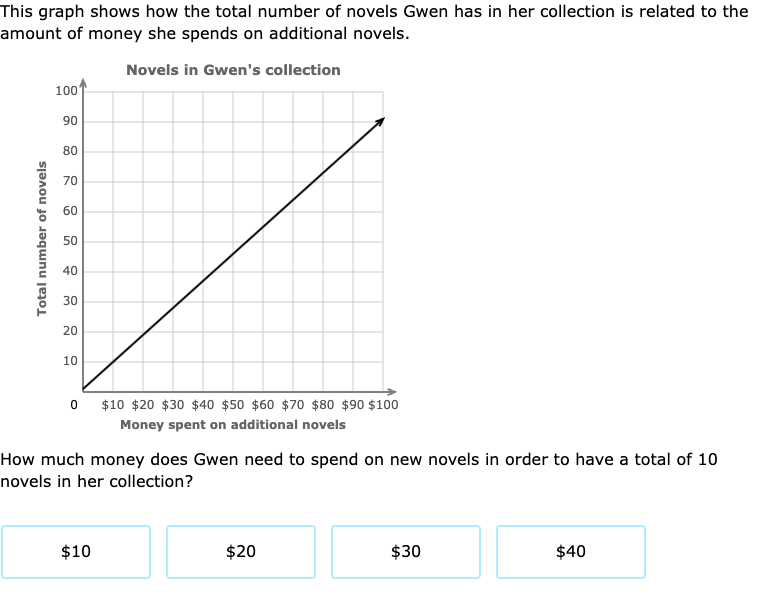 This graph shows how the total number of novels Gwen has in her collection is related to the
amount of money she spends on additional novels.
Novels in Gwen's collection
100
90
80
70
60
50
40
30
20
10
Total number of novels
0 $10 $20 $30 $40 $50 $60 $70 $80 $90 $100
Money spent on additional novels
How much money does Gwen need to spend on new novels in order to have a total of 10
novels in her collection?
$10 $20 $30 $40